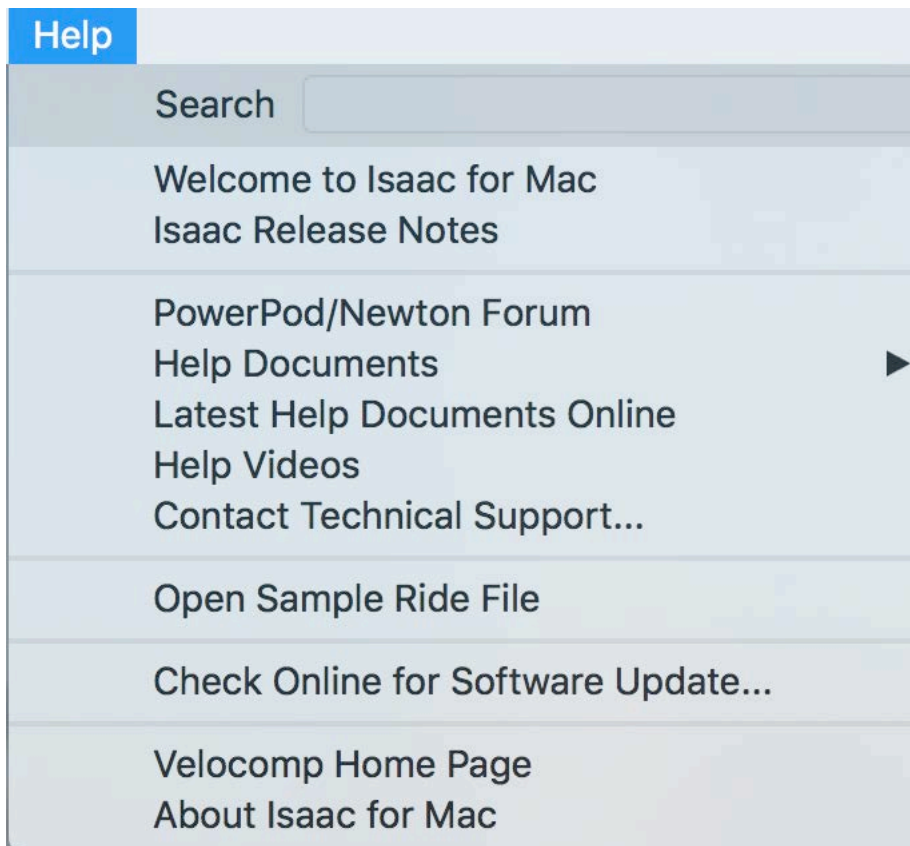 Help
Search
Welcome to Isaac for Mac
Isaac Release Notes
PowerPod/Newton Forum
Help Documents
Latest Help Documents Online
Help Videos
Contact Technical Support...
Open Sample Ride File
Check Online for Software Update...
Velocomp Home Page
About Isaac for Mac